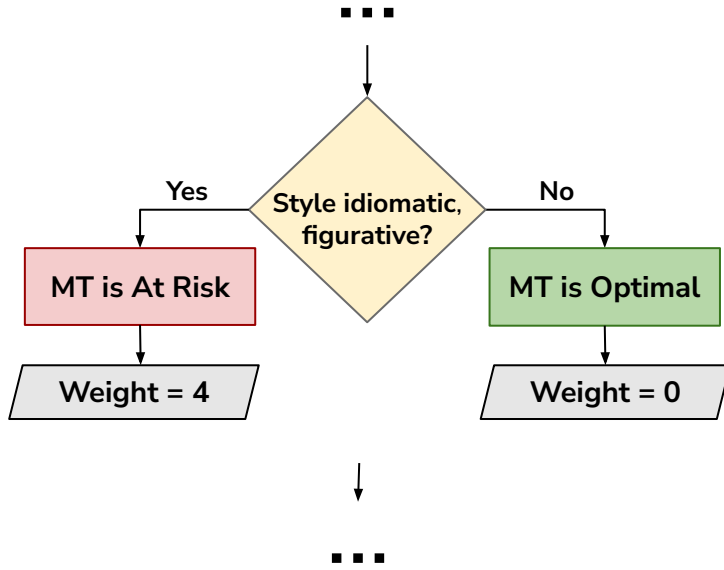 ...
Yes
No
Style idiomatic,
figurative?
MT is At Risk
MT is Optimal
Weight = 4
Weight = 0
...